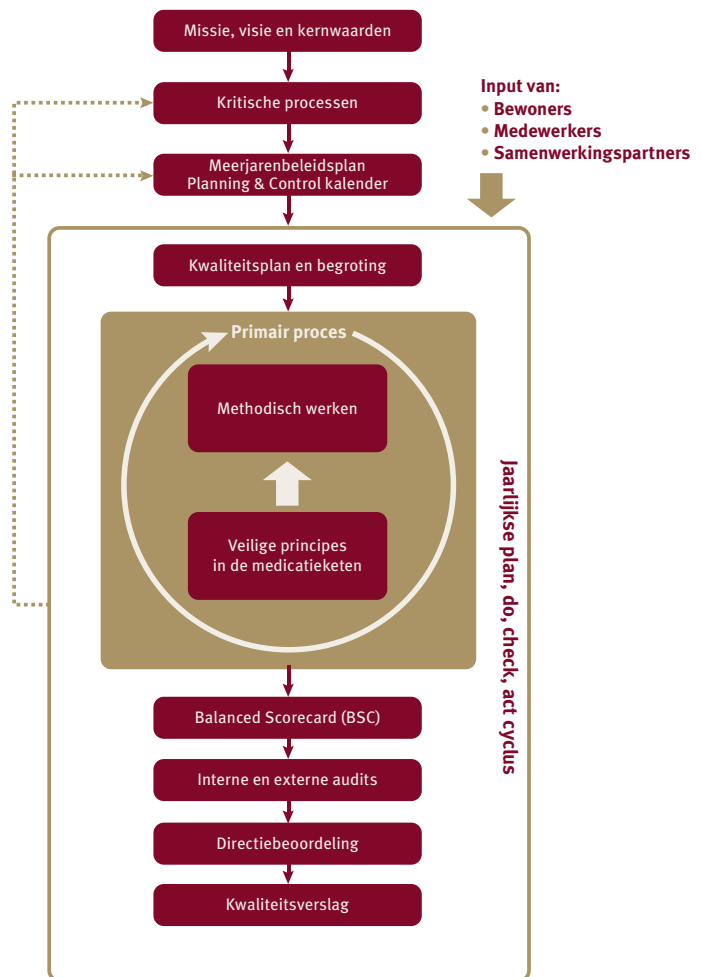 Missie, visie en kernwaarden
Kritische processen
Input van:
• Bewoners
• Medewerkers
• Samenwerkingspartners
Meerjarenbeleidsplan
Planning & Control kalender
Kwaliteitsplan en begroting
Primair proces
Methodisch werken
Veilige principes
in de medicatieketen
Jaarlijkse plan, do, check, act cyclus
Balanced Scorecard (BSC)
Interne en externe audits
Directiebeoordeling
Kwaliteitsverslag